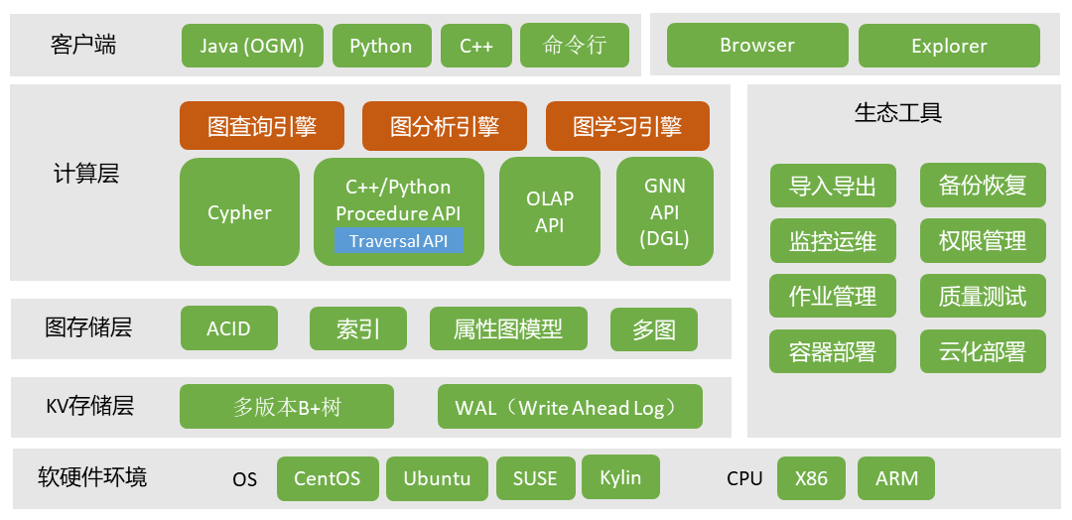 客户端
Java (OGM)
Python
C++
命令行
Browser
Explorer
计算层
图查询引擎
图分析引擎
图学习引擎
Cypher
C++/Python
Procedure API
Traversal API
OLAP
API
GNN
API
(DGL)
生态工具
导入导出
备份恢复
监控运维
权限管理
作业管理
质量测试
容器部署
云化部署
图存储层
ACID
索引
属性图模型
多图
KV存储层
多版本B+树
WAL（Write Ahead Log）
软硬件环境
OS
CentOS
Ubuntu
SUSE
Kylin
CPU
X86
ARM